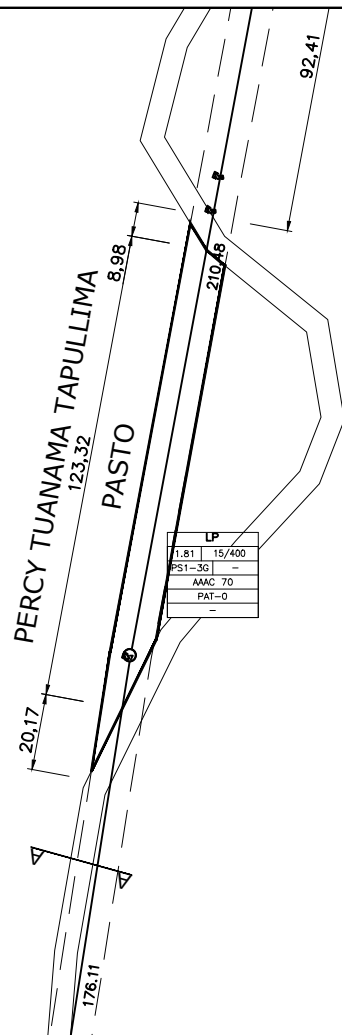 92,41
8,98
210,48
PERCY TUANAMA TAPULLIMA
123,32
PASTO
LP
1.81 15/400
PS1-3G -
AAAC 70
PAT-0
-
20,17
176.11